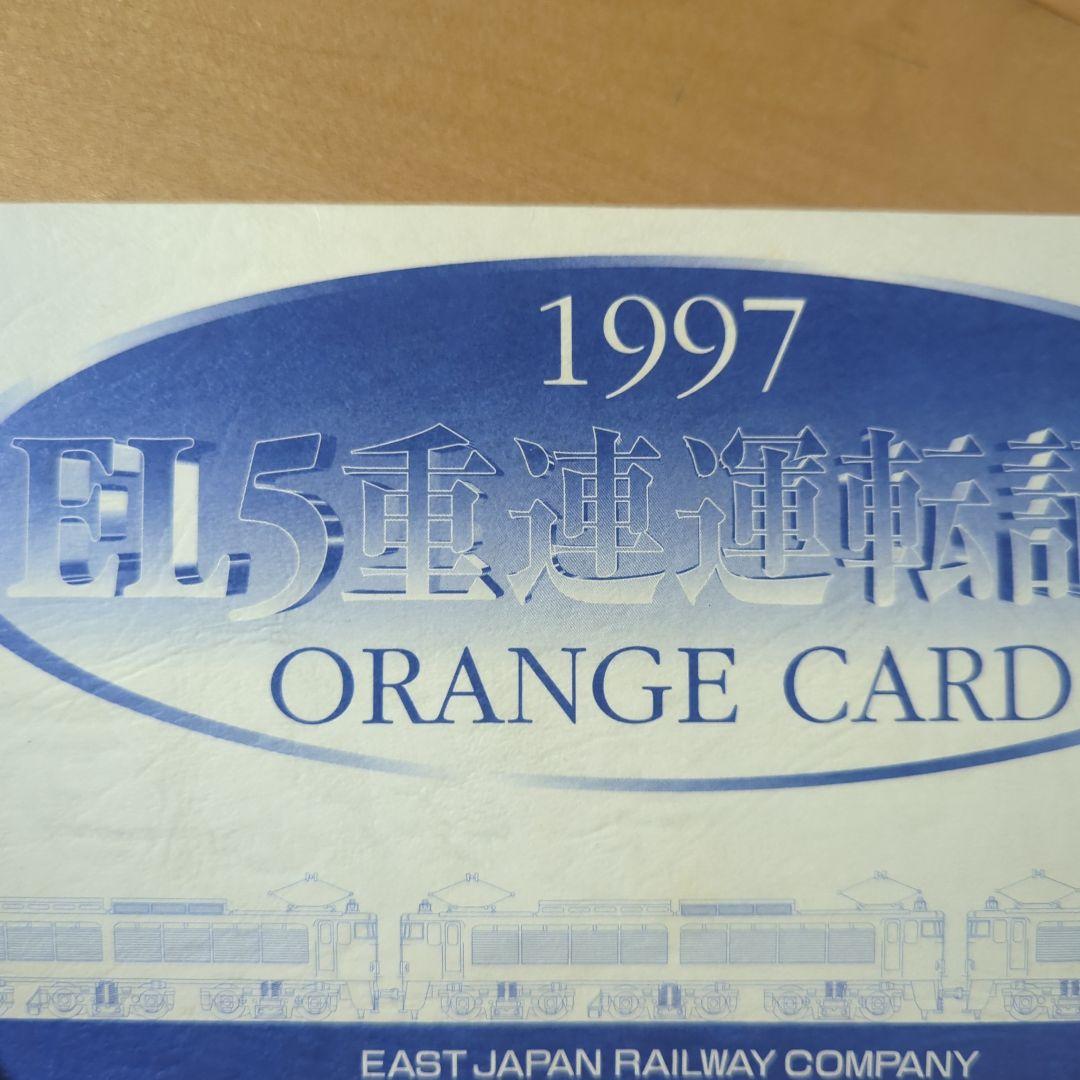 1997
EL5重連運転
ORANGE CARD
EAST JAPAN RAILWAY COMPANY